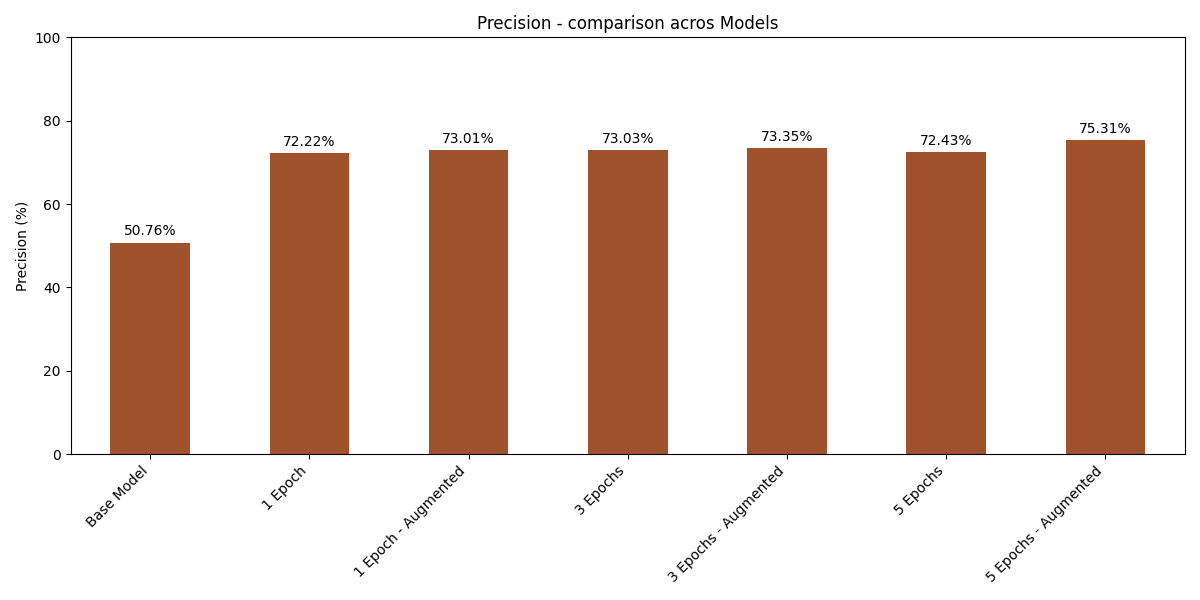 Precision - comparison acros Models
Precision (%)
100
80
60
40
20
0
50.76%
72.22%
73.01%
73.03%
73.35%
72.43%
75.31%
Base Model
1 Epoch
1 Epoch - Augmented
3 Epochs
3 Epochs - Augmented
5 Epochs
5 Epochs - Augmented